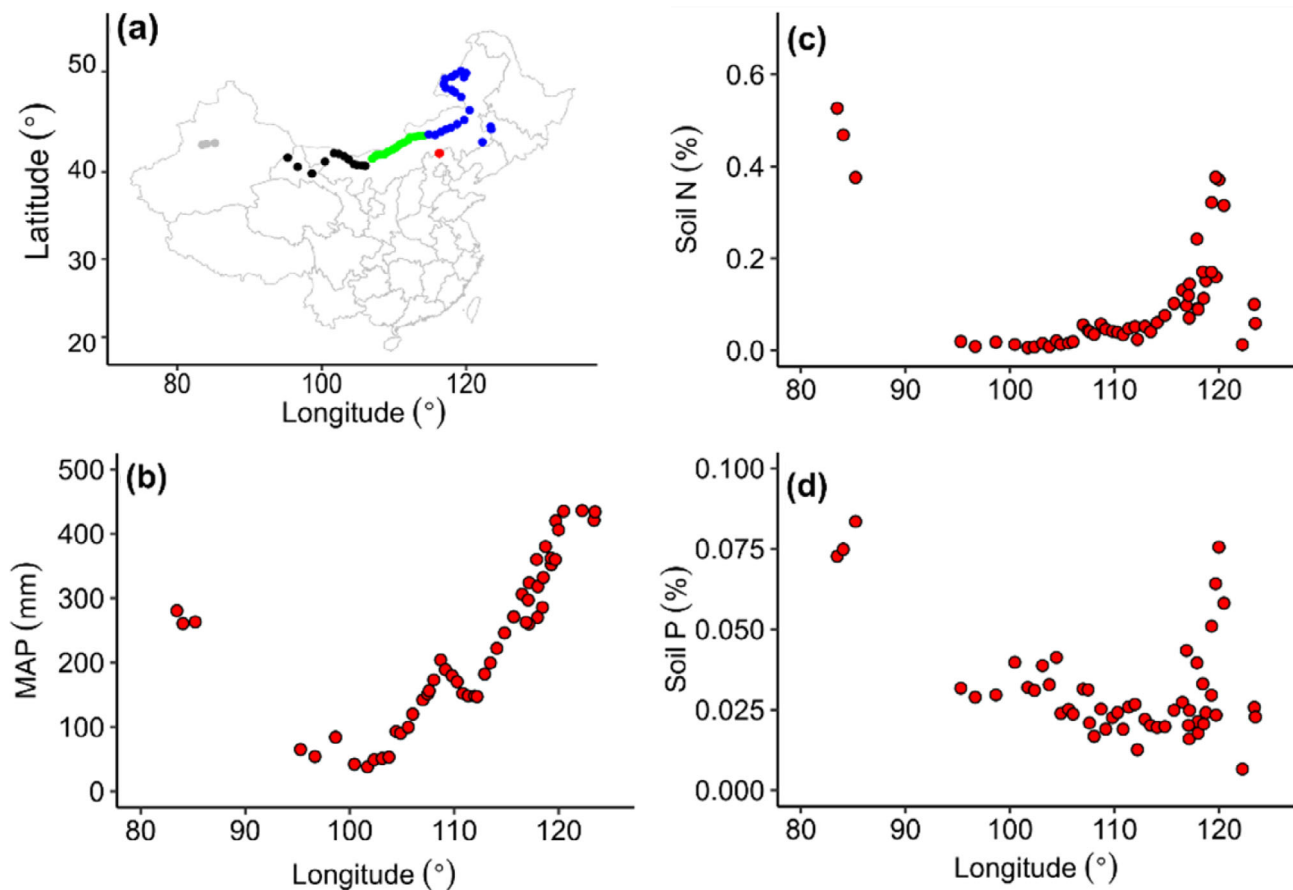 (a)
50
40
30
20
Latitude (°)
80 100 120
Longitude (°)
(b)
500
400
300
200
100
0
MAP (mm)
80 90 100 110 120
Longitude (°)
(c)
0.6
0.4
0.2
0.0
Soil N (%)
80 90 100 110 120
(d)
0.100
0.075
0.050
0.025
0.000
Soil P (%)
80 90 100 110 120
Longitude (°)